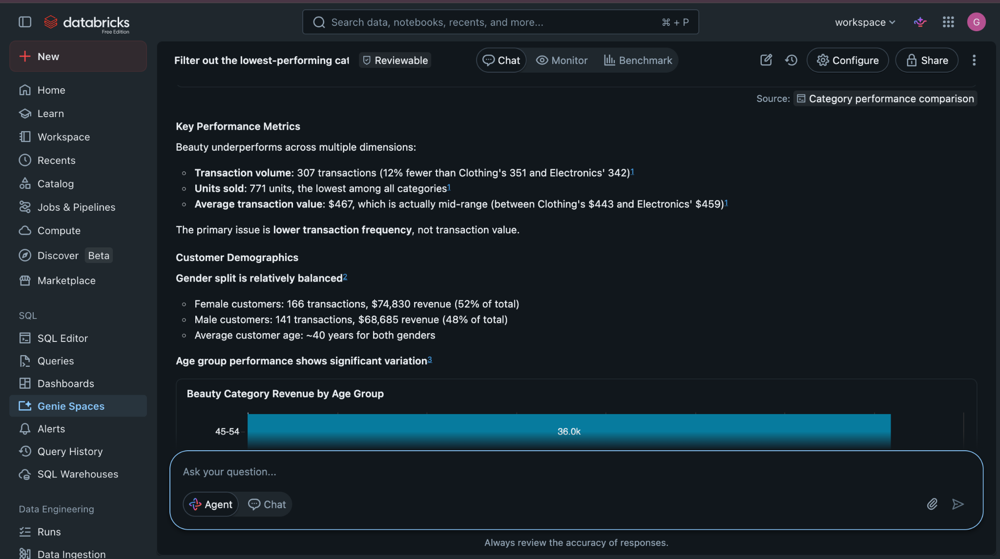 databricks
Free Edition
Search data, notebooks, recents, and more...
⌘ + P
workspace
G
New
Home
Learn
Workspace
Recents
Catalog
Jobs & Pipelines
Compute
Discover Beta
Marketplace
SQL
SQL Editor
Queries
Dashboards
Genie Spaces
Alerts
Query History
SQL Warehouses
Data Engineering
Runs
Data Ingestion
Filter out the lowest-performing cat
Reviewable
Chat
Monitor
Benchmark
Configure
Share
Source: Category performance comparison
Key Performance Metrics
Beauty underperforms across multiple dimensions:
Transaction volume: 307 transactions (12% fewer than Clothing's 351 and Electronics' 342)1
Units sold: 771 units, the lowest among all categories1
Average transaction value: $467, which is actually mid-range (between Clothing's $443 and Electronics' $459)1
The primary issue is lower transaction frequency, not transaction value.
Customer Demographics
Gender split is relatively balanced2
Female customers: 166 transactions, $74,830 revenue (52% of total)
Male customers: 141 transactions, $68,685 revenue (48% of total)
Average customer age: ~40 years for both genders
Age group performance shows significant variation3
Beauty Category Revenue by Age Group
45-54
36.0k
Ask your question...
Agent
Chat
Always review the accuracy of responses.